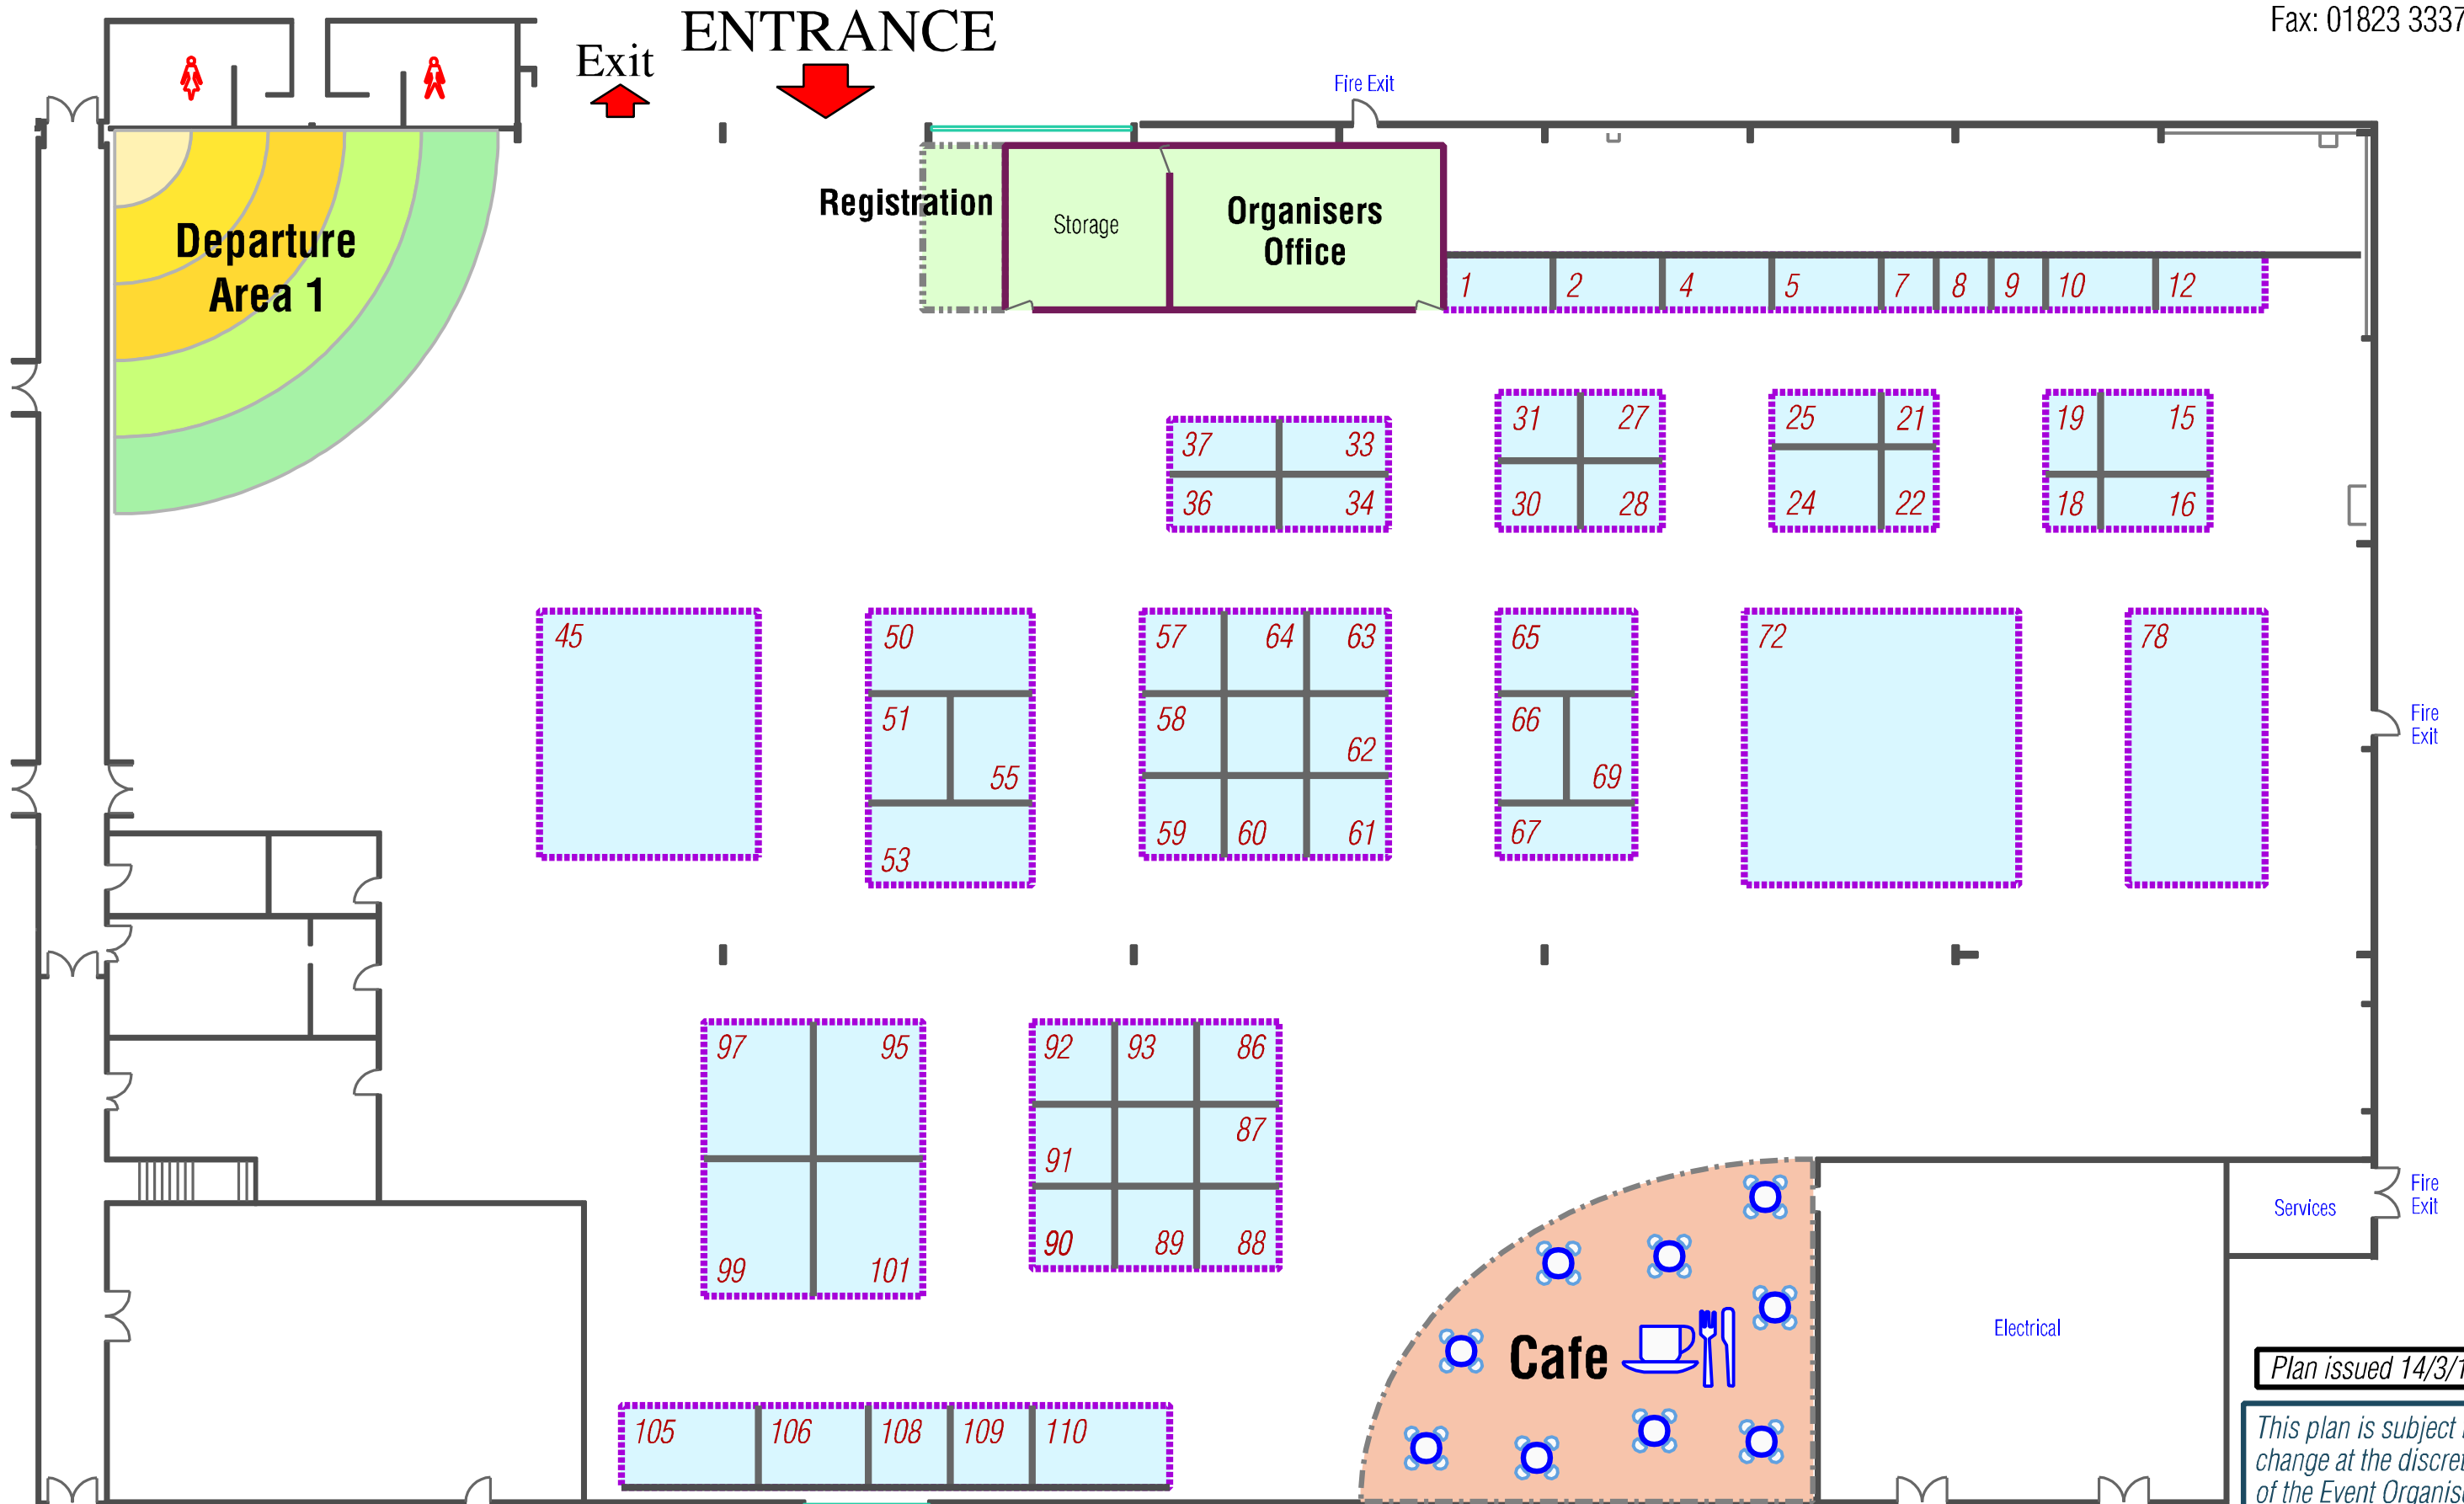 Fax: 01823 3337
ENTRANCE
Exit
Fire Exit
Registration
Storage
Organisers
Office
Departure
Area 1
1 2 4 5 7 8 9 10 12
31 27 25 21 19 15
37 33
36 34 30 28 24 22 18 16
45 50 57 64 63 65 72 78
51 58 66
62
55 69
59 60 61 67
53
Fire
Exit
97 95 92 93 86
87
91
90 89 88
99 101
Fire
Exit
Services
Electrical
Cafe
Plan issued 14/3/1
105 106 108 109 110
This plan is subject
change at the discret
of the Event Organis